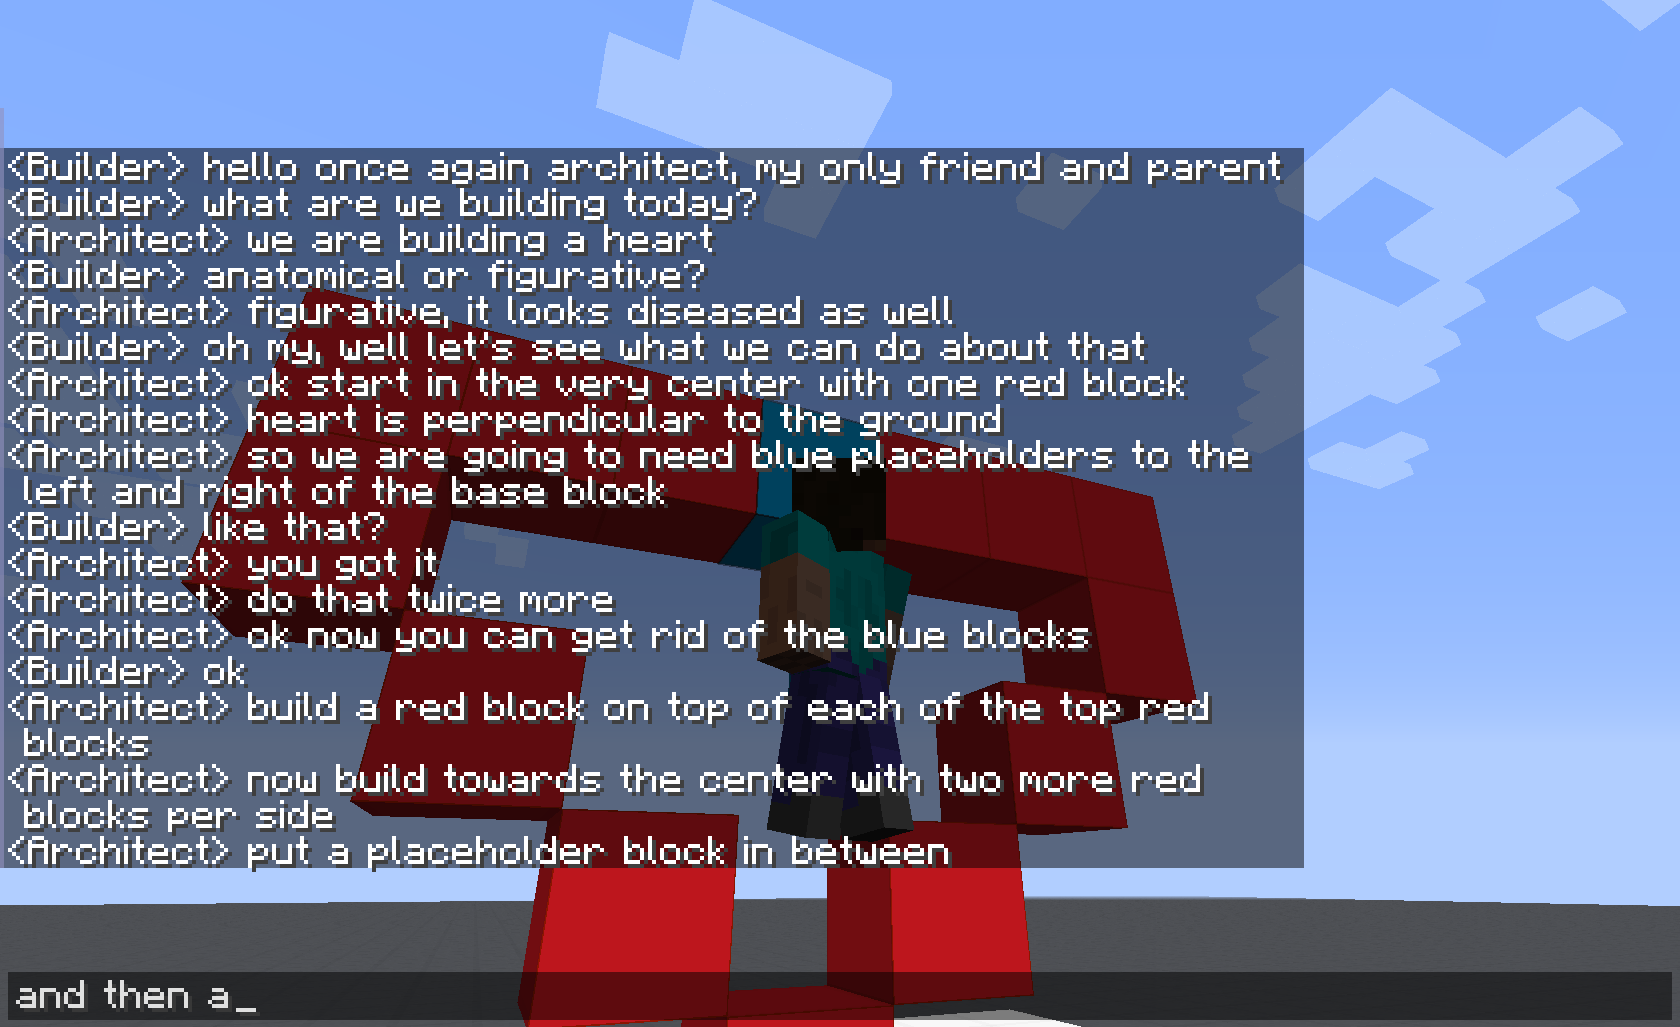 <Builder> hello once again architect, my only friend and parent
<Builder> what are we building today?
<Architect> we are building a heart
<Builder> anatomical or figurative?
<Architect> figurative, it looks diseased as well
<Builder> oh my, well let's see what we can do about that
<Architect> ok start in the very center with one red block
<Architect> heart is perpendicular to the ground
<Architect> so we are going to need blue placeholders to the
left and right of the base block
<Builder> like that?
<Architect> you got it
<Architect> do that twice more
<Architect> ok now you can get rid of the blue blocks
<Builder> ok
<Architect> build a red block on top of each of the top red
blocks
<Architect> now build towards the center with two more red
blocks per side
<Architect> put a placeholder block in between
and then a_